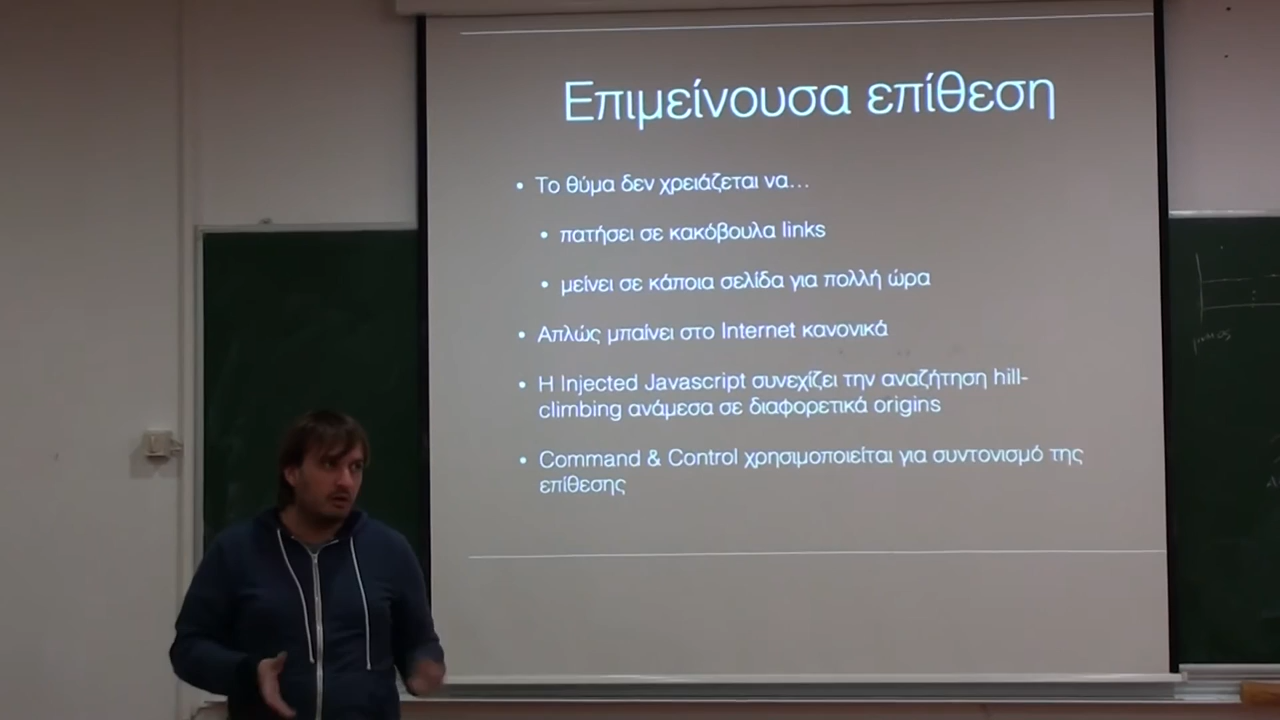 Επιμείνουσα επίθεση
• Το θύμα δεν χρειάζεται να...
• πατήσει σε κακόβουλα links
• μείνει σε κάποια σελίδα για πολλή ώρα
• Απλώς μπαίνει στο Internet κανονικά
• Η Injected Javascript συνεχίζει την αναζήτηση hill-
climbing ανάμεσα σε διαφορετικά origins
• Command & Control χρησιμοποιείται για συντονισμό της
επίθεσης